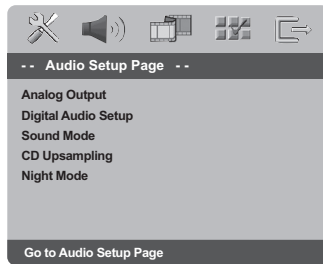 -- Audio Setup Page --
Analog Output
Digital Audio Setup
Sound Mode
CD Upsampling
Night Mode
Go to Audio Setup Page